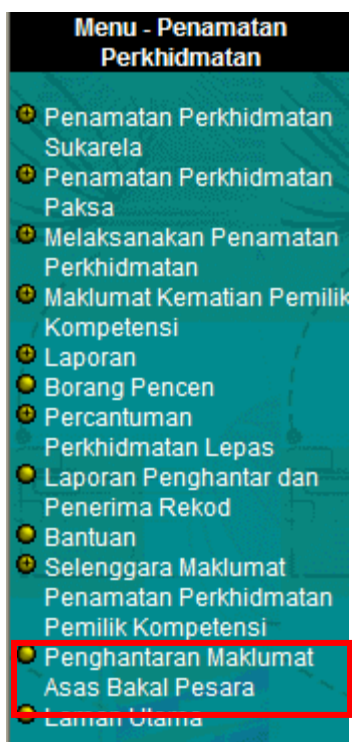 Menu - Penamatan
Perkhidmatan
Penamatan Perkhidmatan
Sukarela
Penamatan Perkhidmatan
Paksa
Melaksanakan Penamatan
Perkhidmatan
Maklumat Kematian Pemilik
Kompetensi
Laporan
Borang Pencen
Percantuman
Perkhidmatan Lepas
Laporan Penghantar dan
Penerima Rekod
Bantuan
Selenggara Maklumat
Penamatan Perkhidmatan
Pemilik Kompetensi
Penghantaran Maklumat
Asas Bakal Pesara
Laman Utama